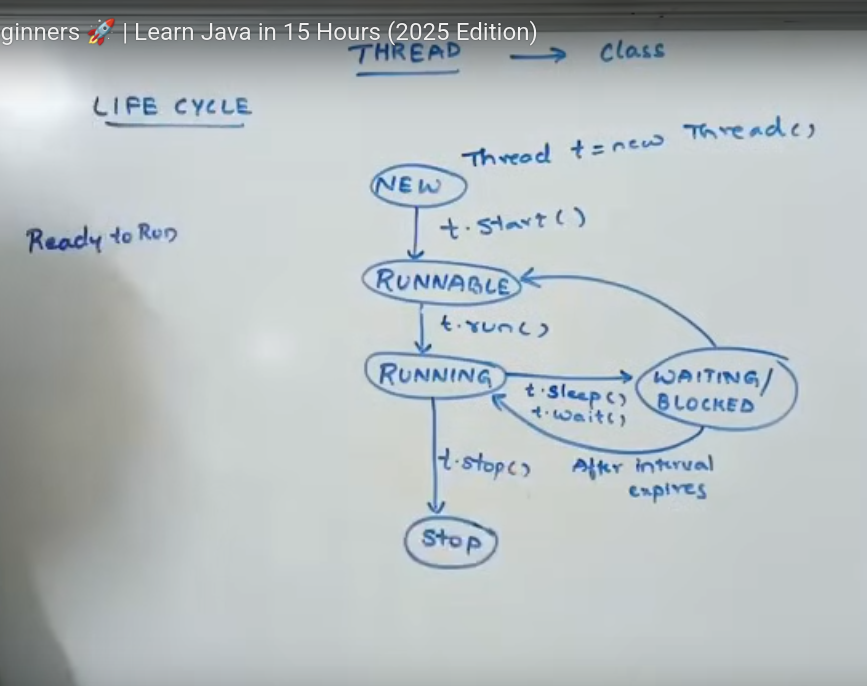 ginners 🚀 | Learn Java in 15 Hours (2025 Edition)
THREAD → Class
LIFE CYCLE
Thread t = new Thread()
NEW
t.start()
Ready to Run
RUNNABLE
t.run()
RUNNING
WAITING/
BLOCKED
t.sleep()
t.wait()
t.stop()
After interval
expires
Stop